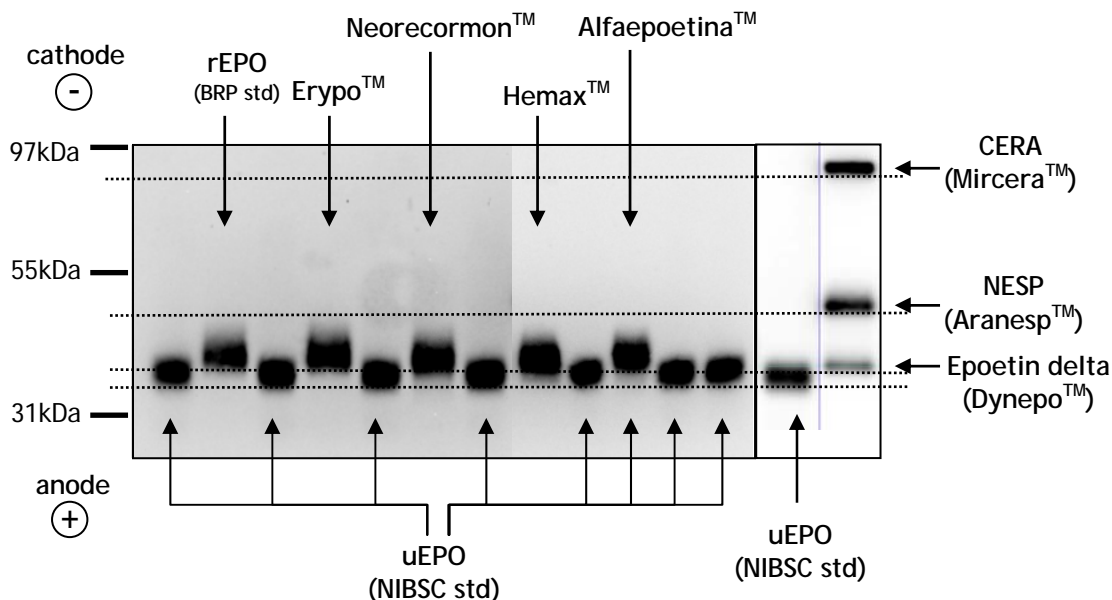 Neorecormon™
Alfaepoetina™
cathode
-
rEPO
(BRP std)
Erypo™
Hemax™
97kDa
CERA
(Mircera™)
55kDa
NESP
(Aranesp™)
Epoetin delta
(Dynepo™)
31kDa
anode
+
uEPO
(NIBSC std)
uEPO
(NIBSC std)